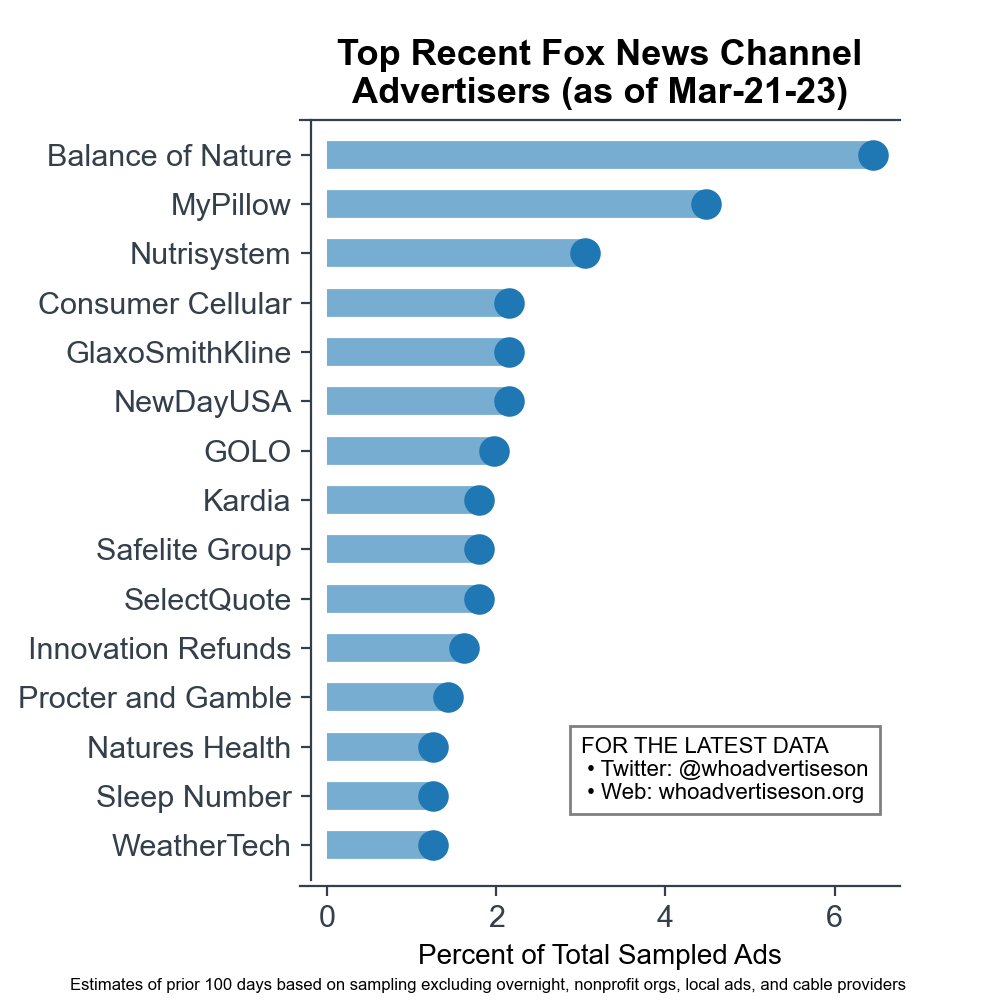 Top Recent Fox News Channel
Advertisers (as of Mar-21-23)
Balance of Nature
MyPillow
Nutrisystem
Consumer Cellular
GlaxoSmithKline
NewDayUSA
GOLO
Kardia
Safelite Group
SelectQuote
Innovation Refunds
Procter and Gamble
Natures Health
Sleep Number
WeatherTech
FOR THE LATEST DATA
• Twitter: @whoadvertiseson
• Web: whoadvertiseson.org
0 2 4 6
Percent of Total Sampled Ads
Estimates of prior 100 days based on sampling excluding overnight, nonprofit orgs, local ads, and cable providers